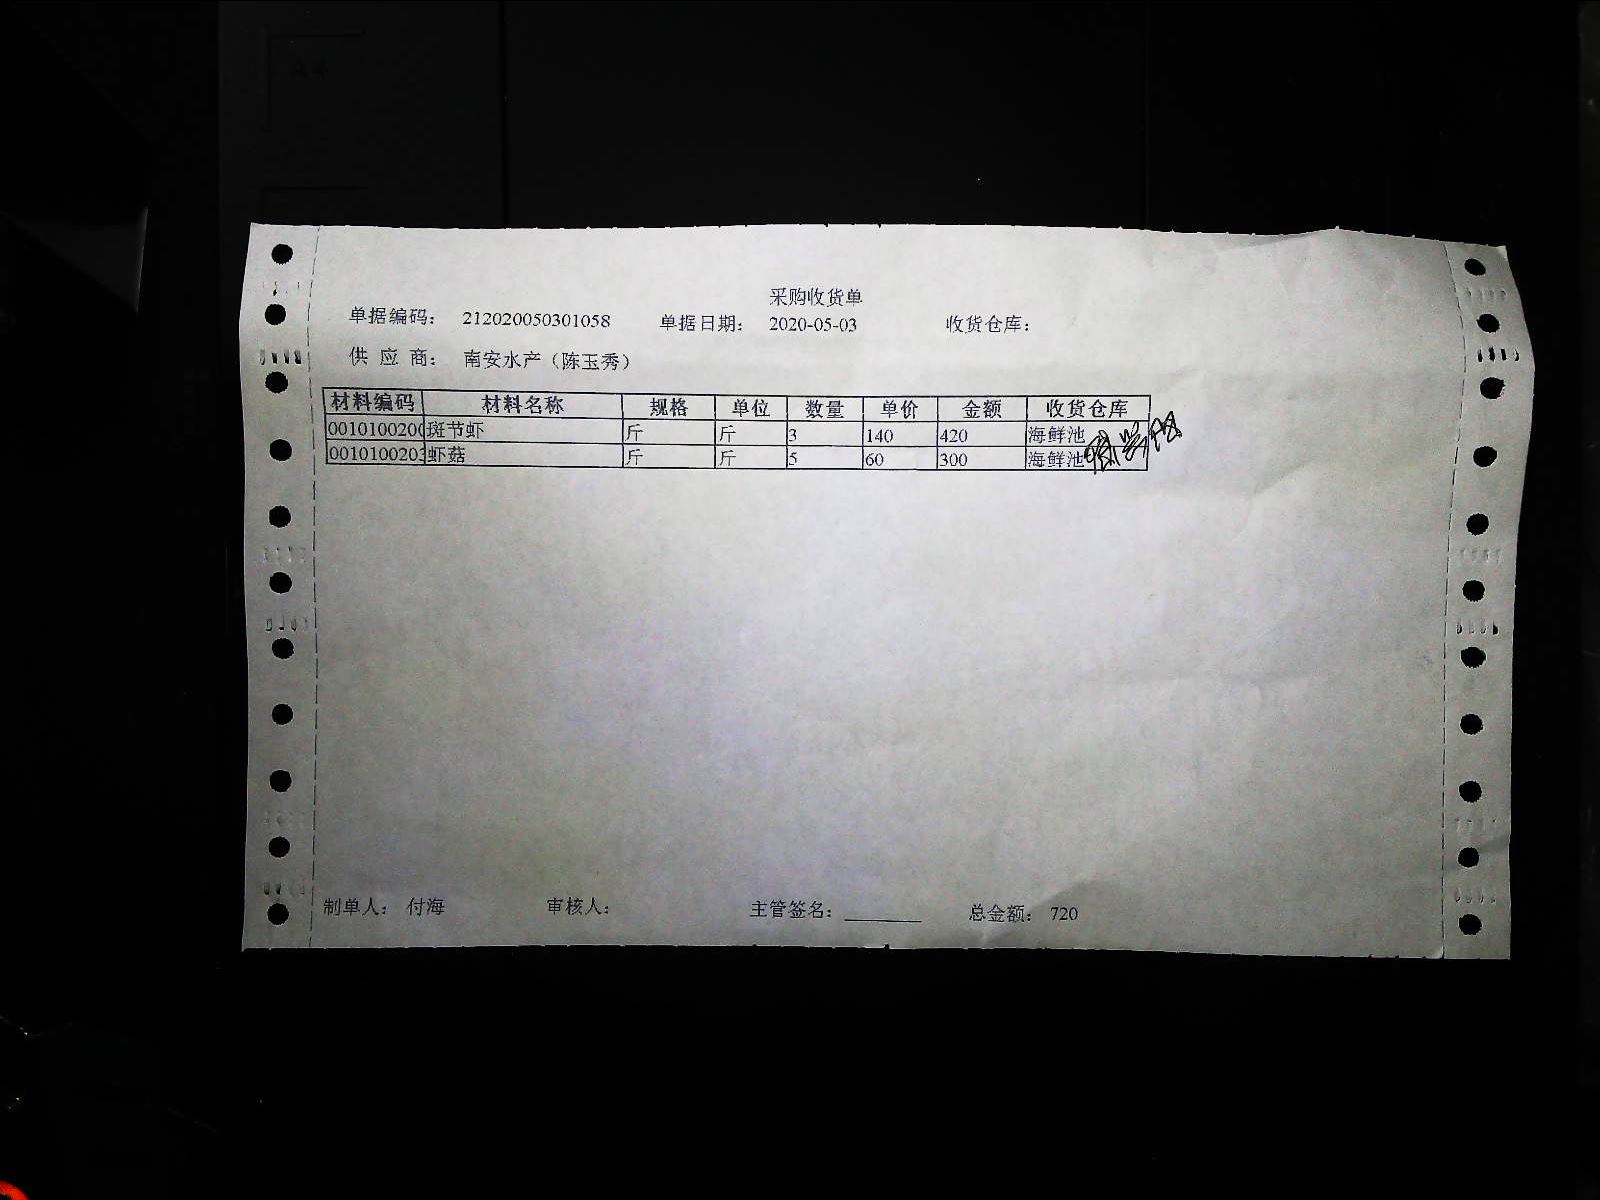 A4
采购收货单
单据编码： 212020050301058 单据日期： 2020-05-03 收货仓库：
供 应 商： 南安水产（陈玉秀）
材料编码 材料名称 规格 单位 数量 单价 金额 收货仓库
0010100200 斑节虾 斤 斤 3 140 420 海鲜池
0010100203 虾菇 斤 斤 5 60 300 海鲜池
制单人： 付海 审核人： 主管签名： 总金额： 720